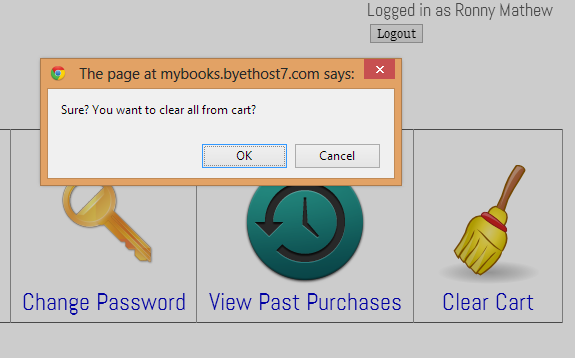 Logged in as Ronny Mathew
Logout
The page at mybooks.byethost7.com says:
Sure? You want to clear all from cart?
OK Cancel
Change Password View Past Purchases Clear Cart